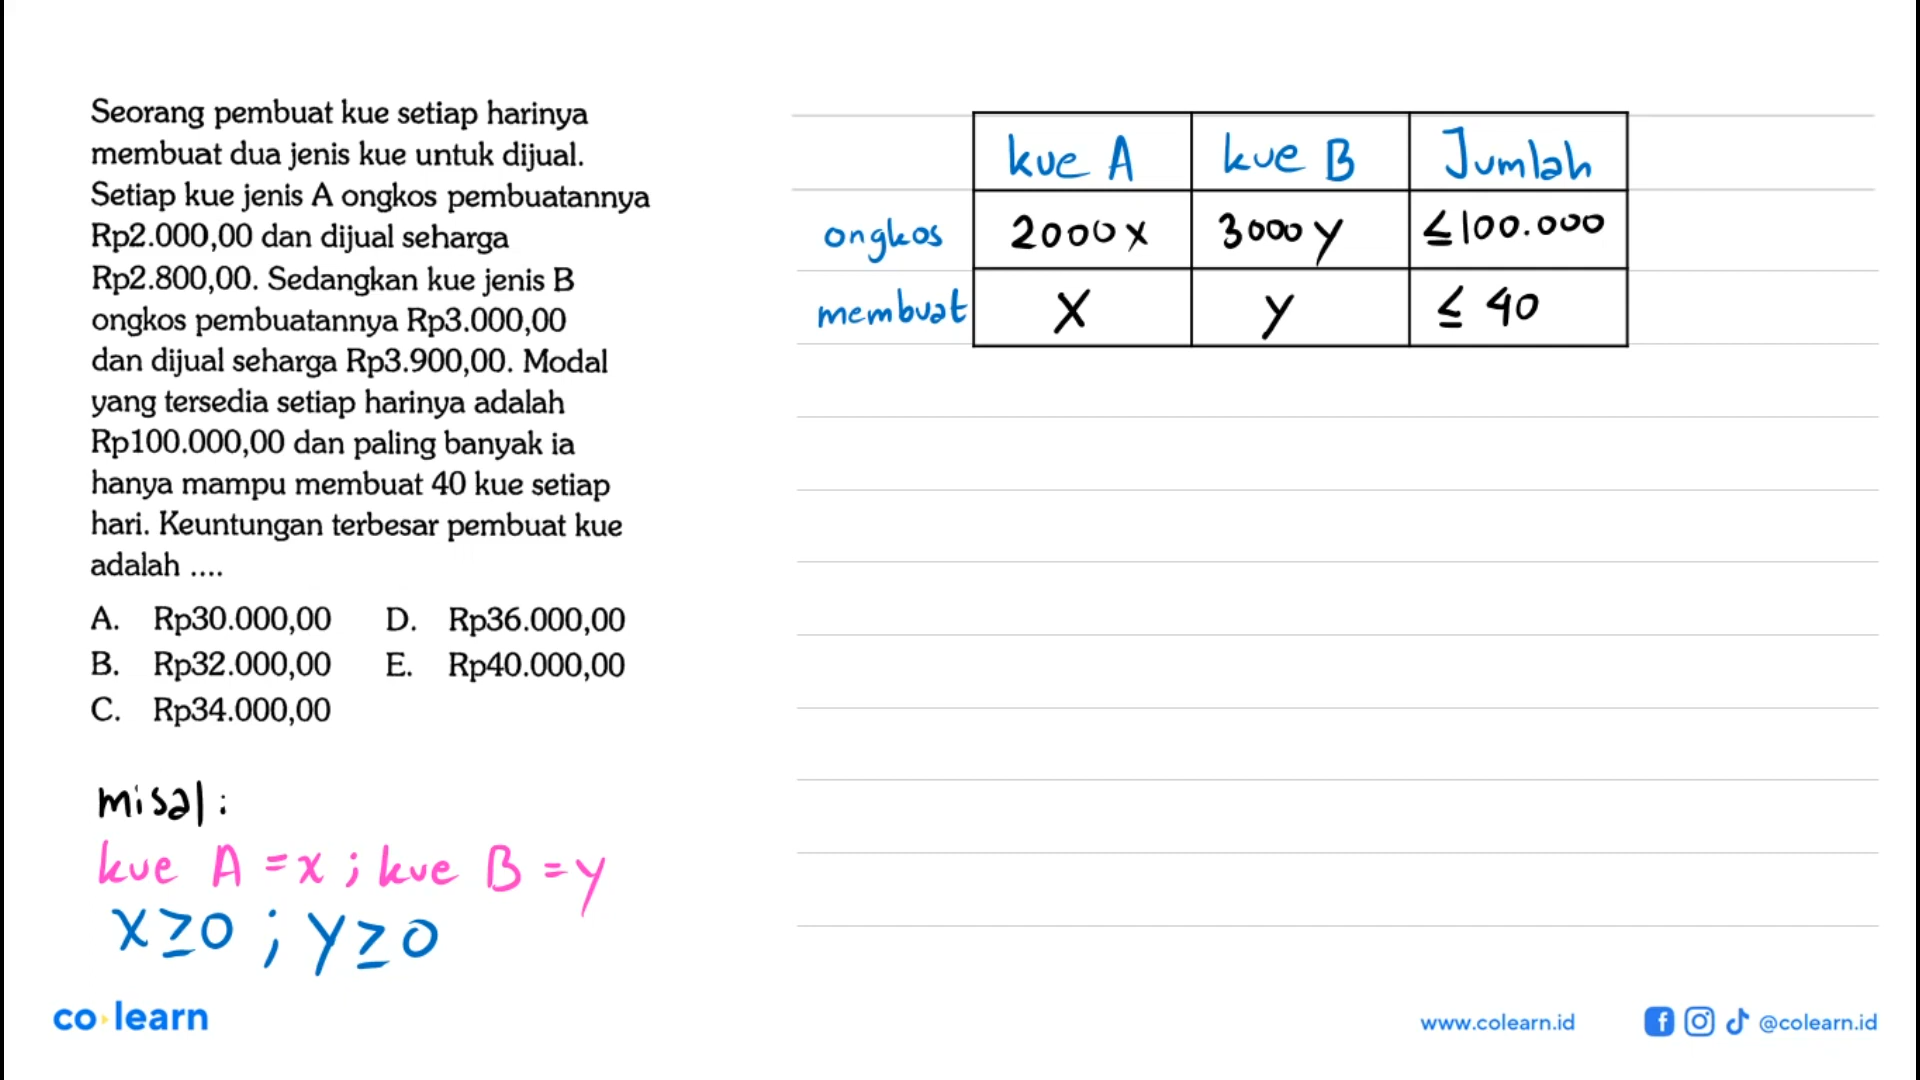 Seorang pembuat kue setiap harinya
membuat dua jenis kue untuk dijual.
Setiap kue jenis A ongkos pembuatannya
Rp2.000,00 dan dijual seharga
Rp2.800,00. Sedangkan kue jenis B
ongkos pembuatannya Rp3.000,00
dan dijual seharga Rp3.900,00. Modal
yang tersedia setiap harinya adalah
Rp100.000,00 dan paling banyak ia
hanya mampu membuat 40 kue setiap
hari. Keuntungan terbesar pembuat kue
adalah ....
A. Rp30.000,00 D. Rp36.000,00
B. Rp32.000,00 E. Rp40.000,00
C. Rp34.000,00
misal:
kue A = x ; kue B = y
x ≥ 0 ; y ≥ 0
kue A kue B Jumlah
ongkos 2000x 3000y ≤ 100.000
membuat x y ≤ 40
co learn
www.colearn.id @colearn.id